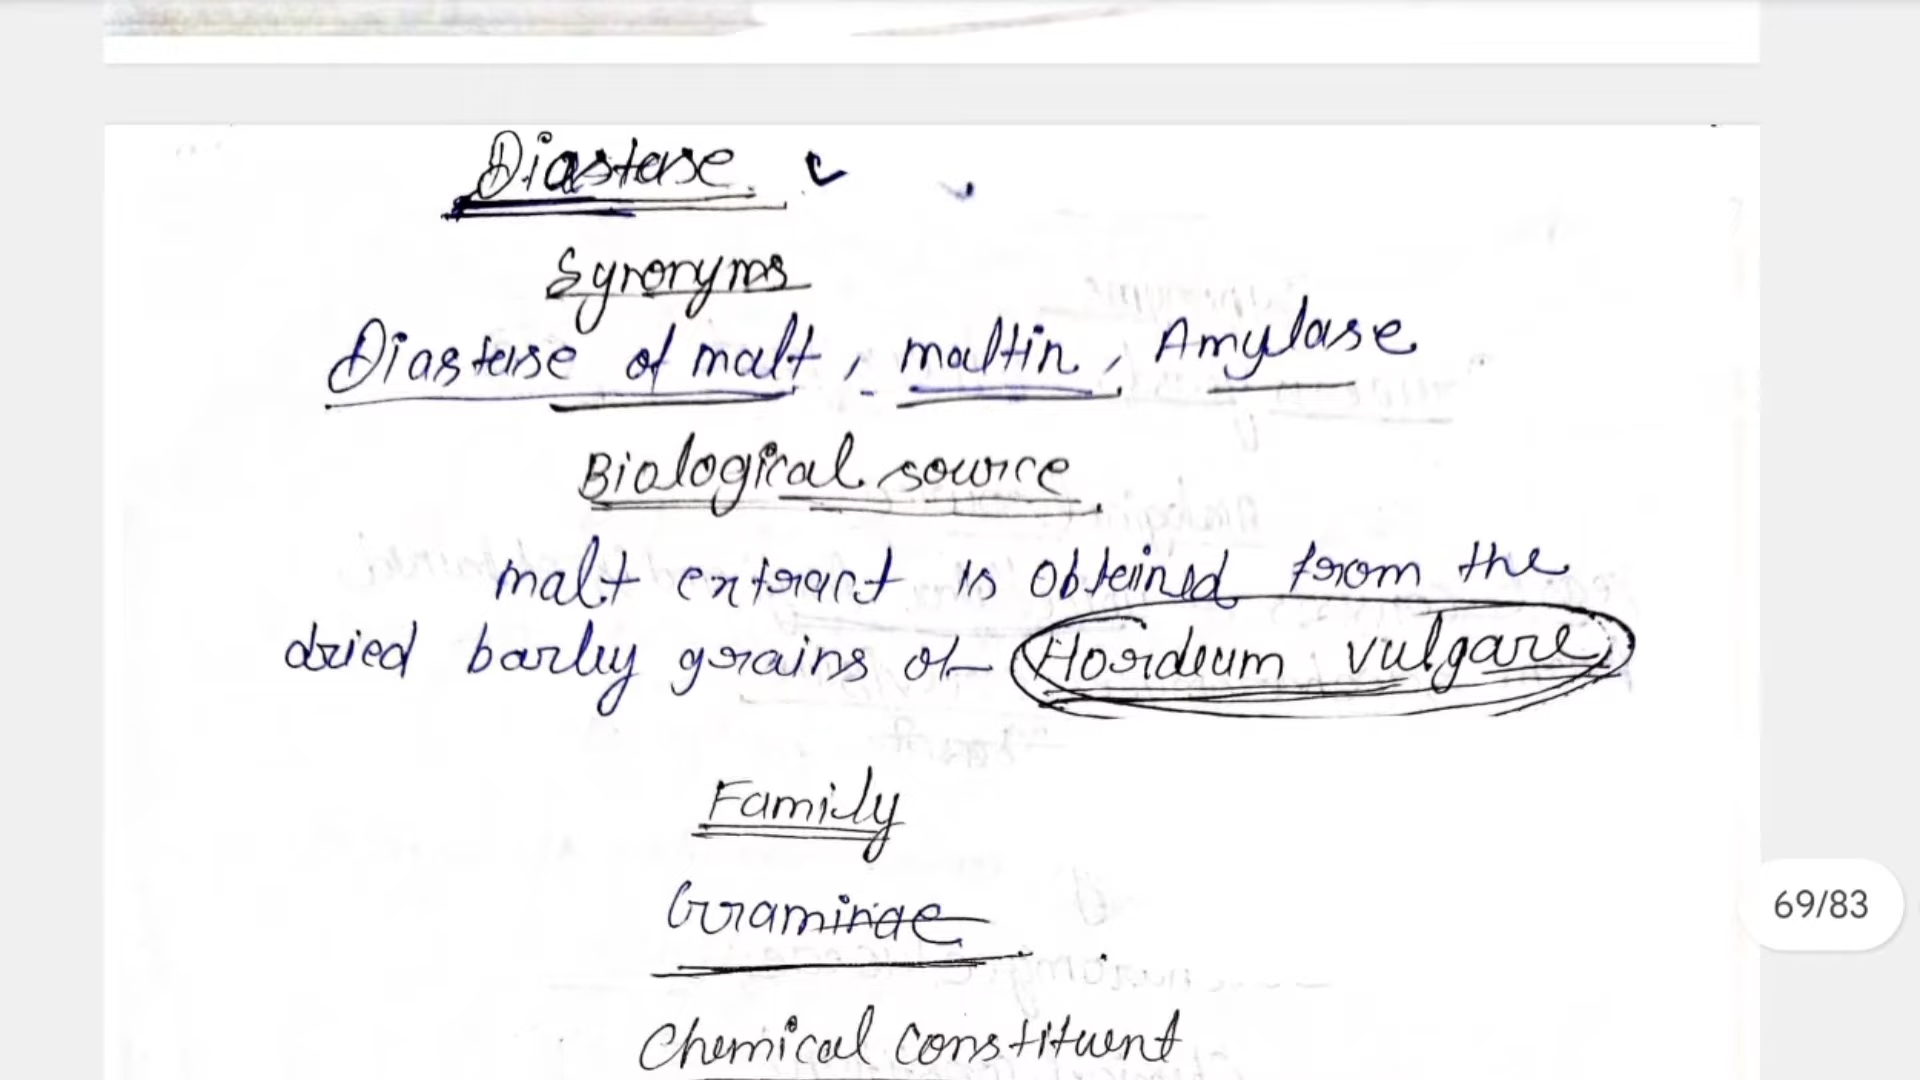 Diastase
Synonyms
Diastase of malt, maltin, Amylase
Biological source
malt extract is obtained from the
dried barley grains of Hordeum vulgare
Family
Graminae
Chemical constituent
69/83